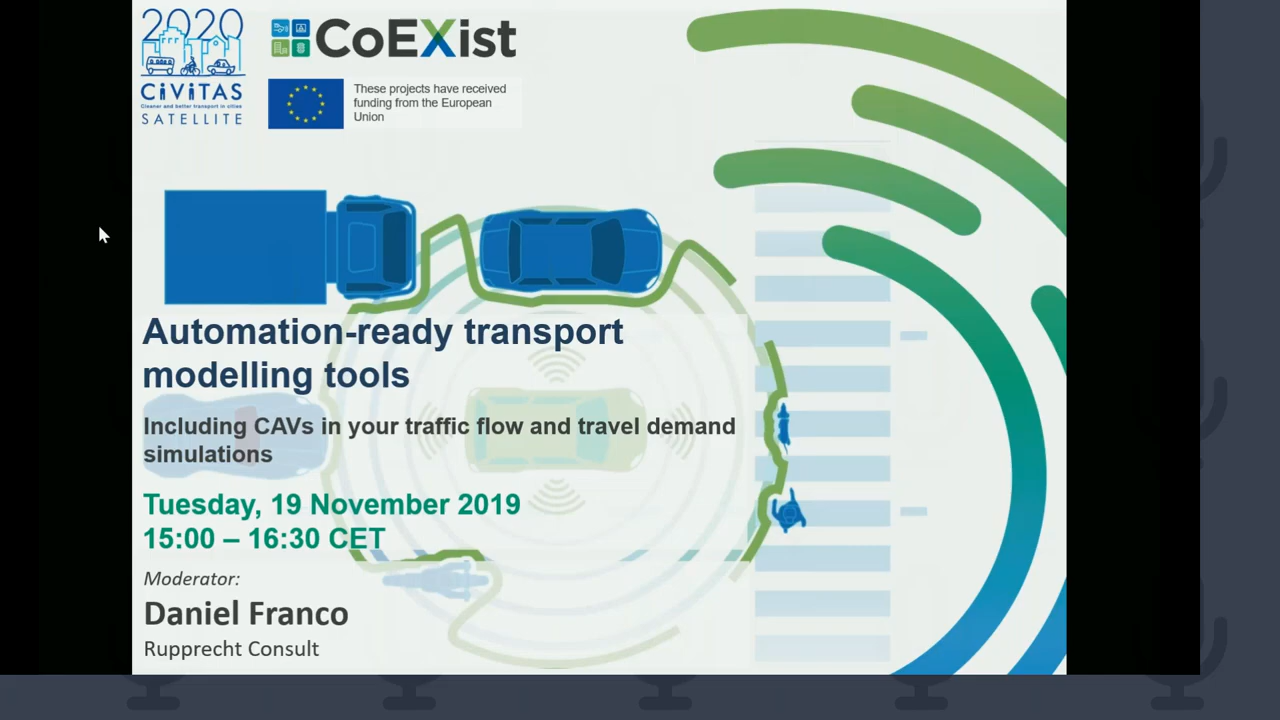 2020
CIVITAS
Cleaner and better transport in cities
SATELLITE
CoEXist
These projects have received
funding from the European
Union
Automation-ready transport
modelling tools
Including CAVs in your traffic flow and travel demand
simulations
Tuesday, 19 November 2019
15:00 – 16:30 CET
Moderator:
Daniel Franco
Rupprecht Consult